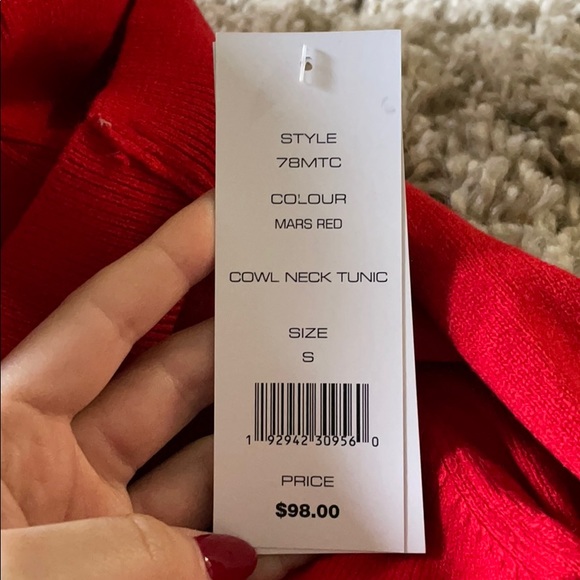 STYLE
78MTC
COLOUR
MARS RED
COWL NECK TUNIC
SIZE
S
1 92942 30956 0
PRICE
$98.00